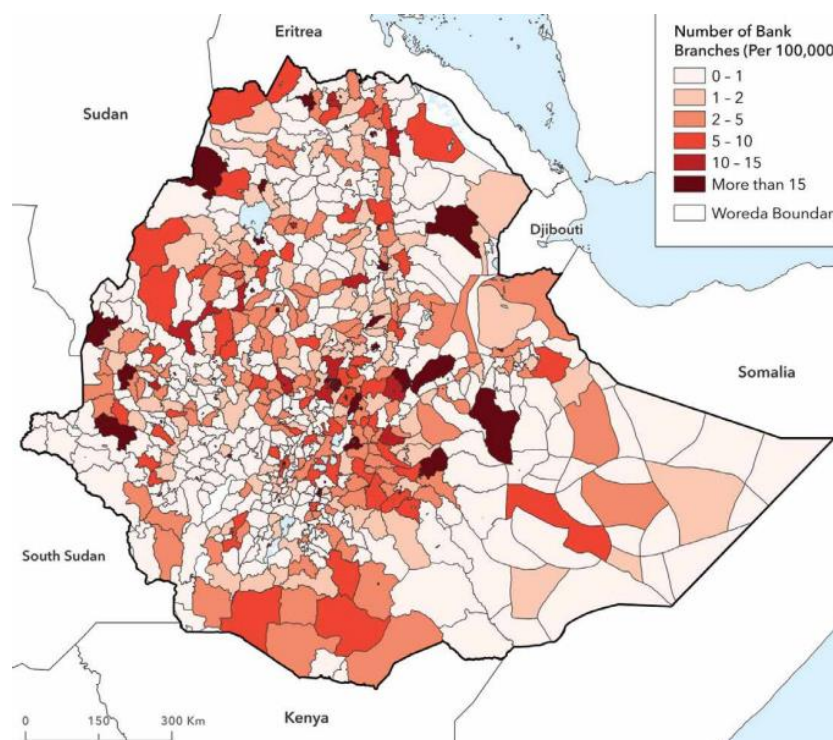 Eritrea
Sudan
Djibouti
Somalia
South Sudan
Kenya
Number of Bank
Branches (Per 100,000
0 – 1
1 – 2
2 – 5
5 – 10
10 – 15
More than 15
Woreda Boundar
0 150 300 Km